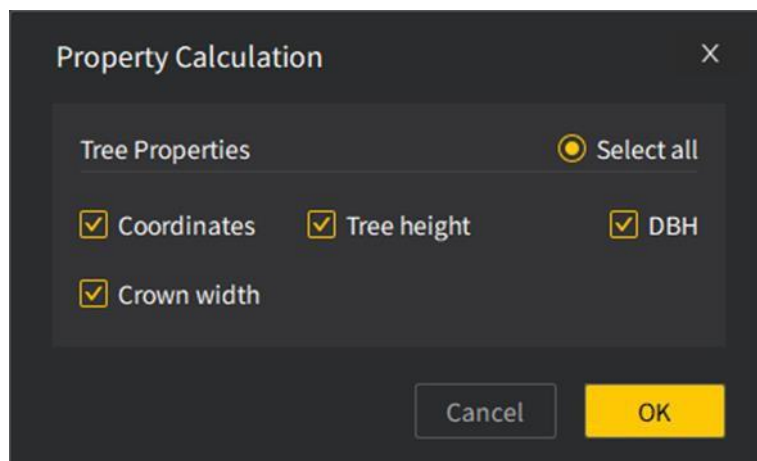 Property Calculation X
Tree Properties Select all
Coordinates Tree height DBH
Crown width
Cancel OK